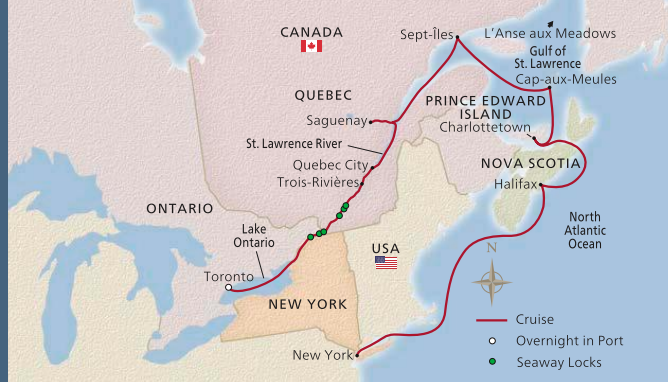 CANADA
Sept-Îles
L'Anse aux Meadows
Gulf of
St. Lawrence
Cap-aux-Meules
QUEBEC
PRINCE EDWARD
ISLAND
Saguenay
Charlottetown
St. Lawrence River
Quebec City
NOVA SCOTIA
Trois-Rivières
Halifax
ONTARIO
Lake
Ontario
North
Atlantic
Ocean
USA
N
Toronto
NEW YORK
Cruise
Overnight in Port
New York
Seaway Locks